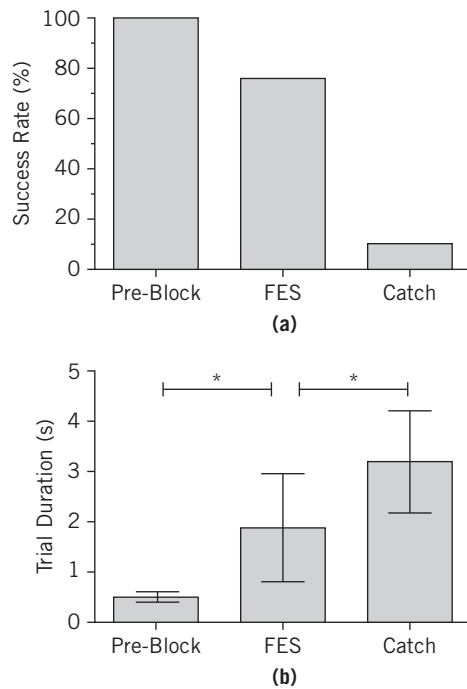 100
80
60
40
20
0
Success Rate (%)
Pre-Block FES Catch
(a)
5
* *
4
3
2
1
0
Trial Duration (s)
Pre-Block FES Catch
(b)